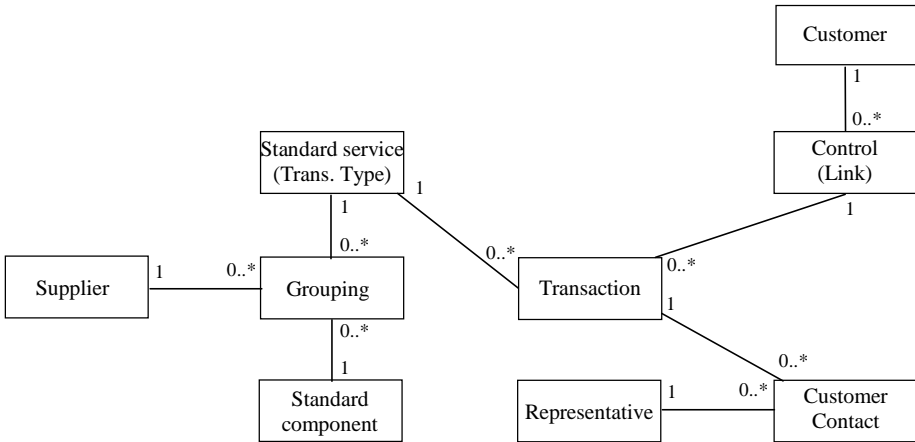 Customer
1
0..*
Control
(Link)
1
Standard service
(Trans. Type)
1
1
0..*
0..*
0..*
Supplier
1
0..*
Grouping
Transaction
0..*
1
1
0..*
Standard
component
Representative
1
0..*
Customer
Contact